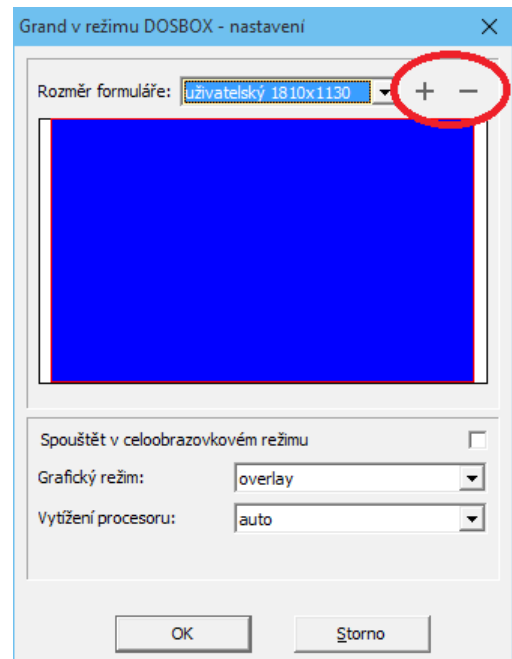 Grand v režimu DOSBOX - nastavení
Rozměr formuláře: uživatelský 1810x1130 + −
Spouštět v celoobrazovkovém režimu
Grafický režim: overlay
Vytížení procesoru: auto
OK Storno